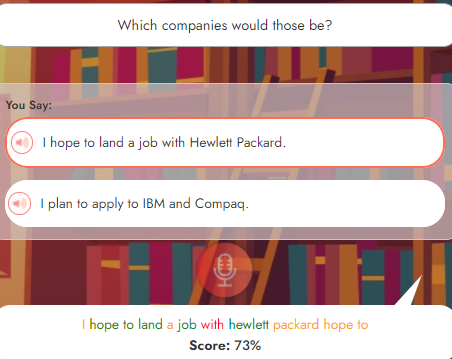 Which companies would those be?
You Say:
I hope to land a job with Hewlett Packard.
I plan to apply to IBM and Compaq.
I hope to land a job with hewlett packard hope to
Score: 73%